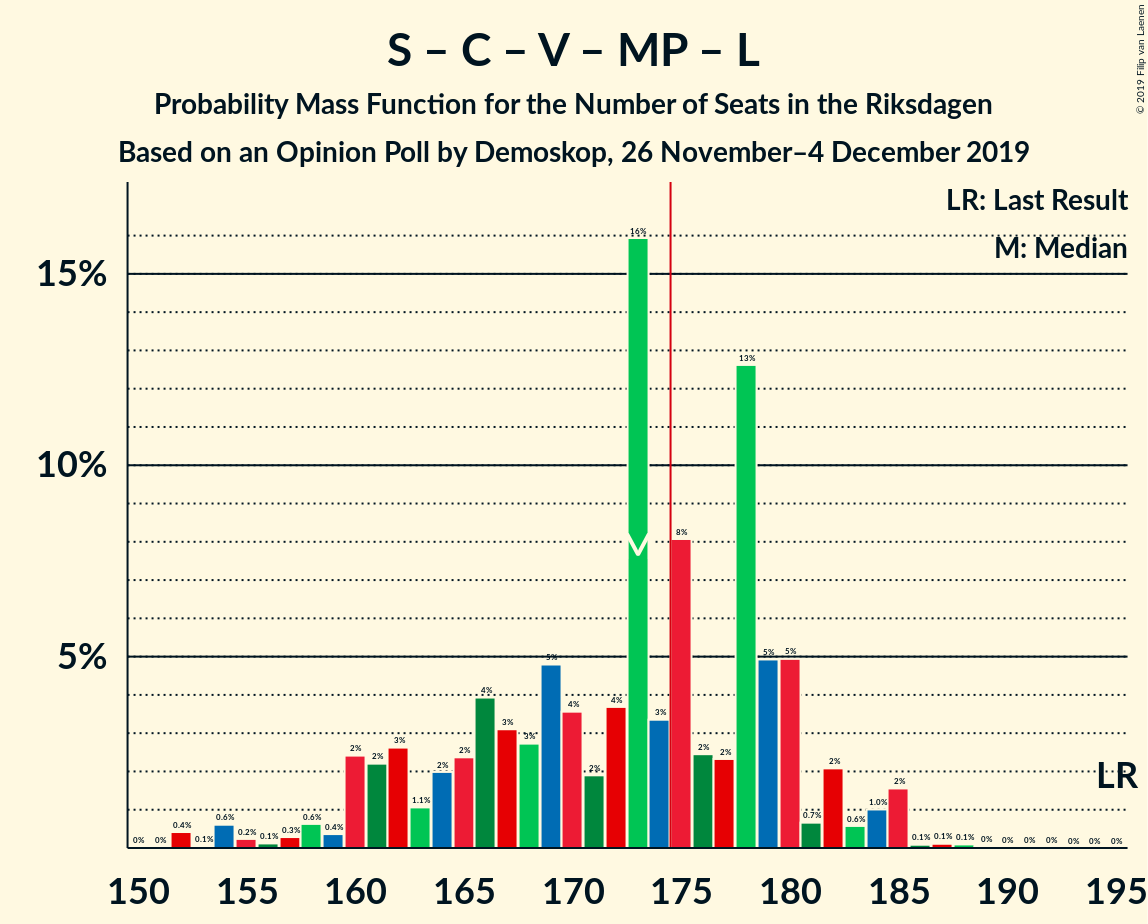 S – C – V – MP – L
Probability Mass Function for the Number of Seats in the Riksdagen
Based on an Opinion Poll by Demoskop, 26 November–4 December 2019
© 2019 Filip van Laenen
LR: Last Result
M: Median
15%
10%
5%
0% 0% 0.4% 0.1% 0.6% 0.2% 0.1% 0.3% 0.6% 0.4% 2% 2% 3% 1.1% 2% 2% 4% 3% 3% 5% 4% 2% 4% 16% 3% 8% 2% 2% 13% 5% 5% 0.7% 2% 0.6% 1.0% 2% 0.1% 0.1% 0.1% 0% 0% 0% 0% 0% 0% 0%
LR
150 155 160 165 170 175 180 185 190 195